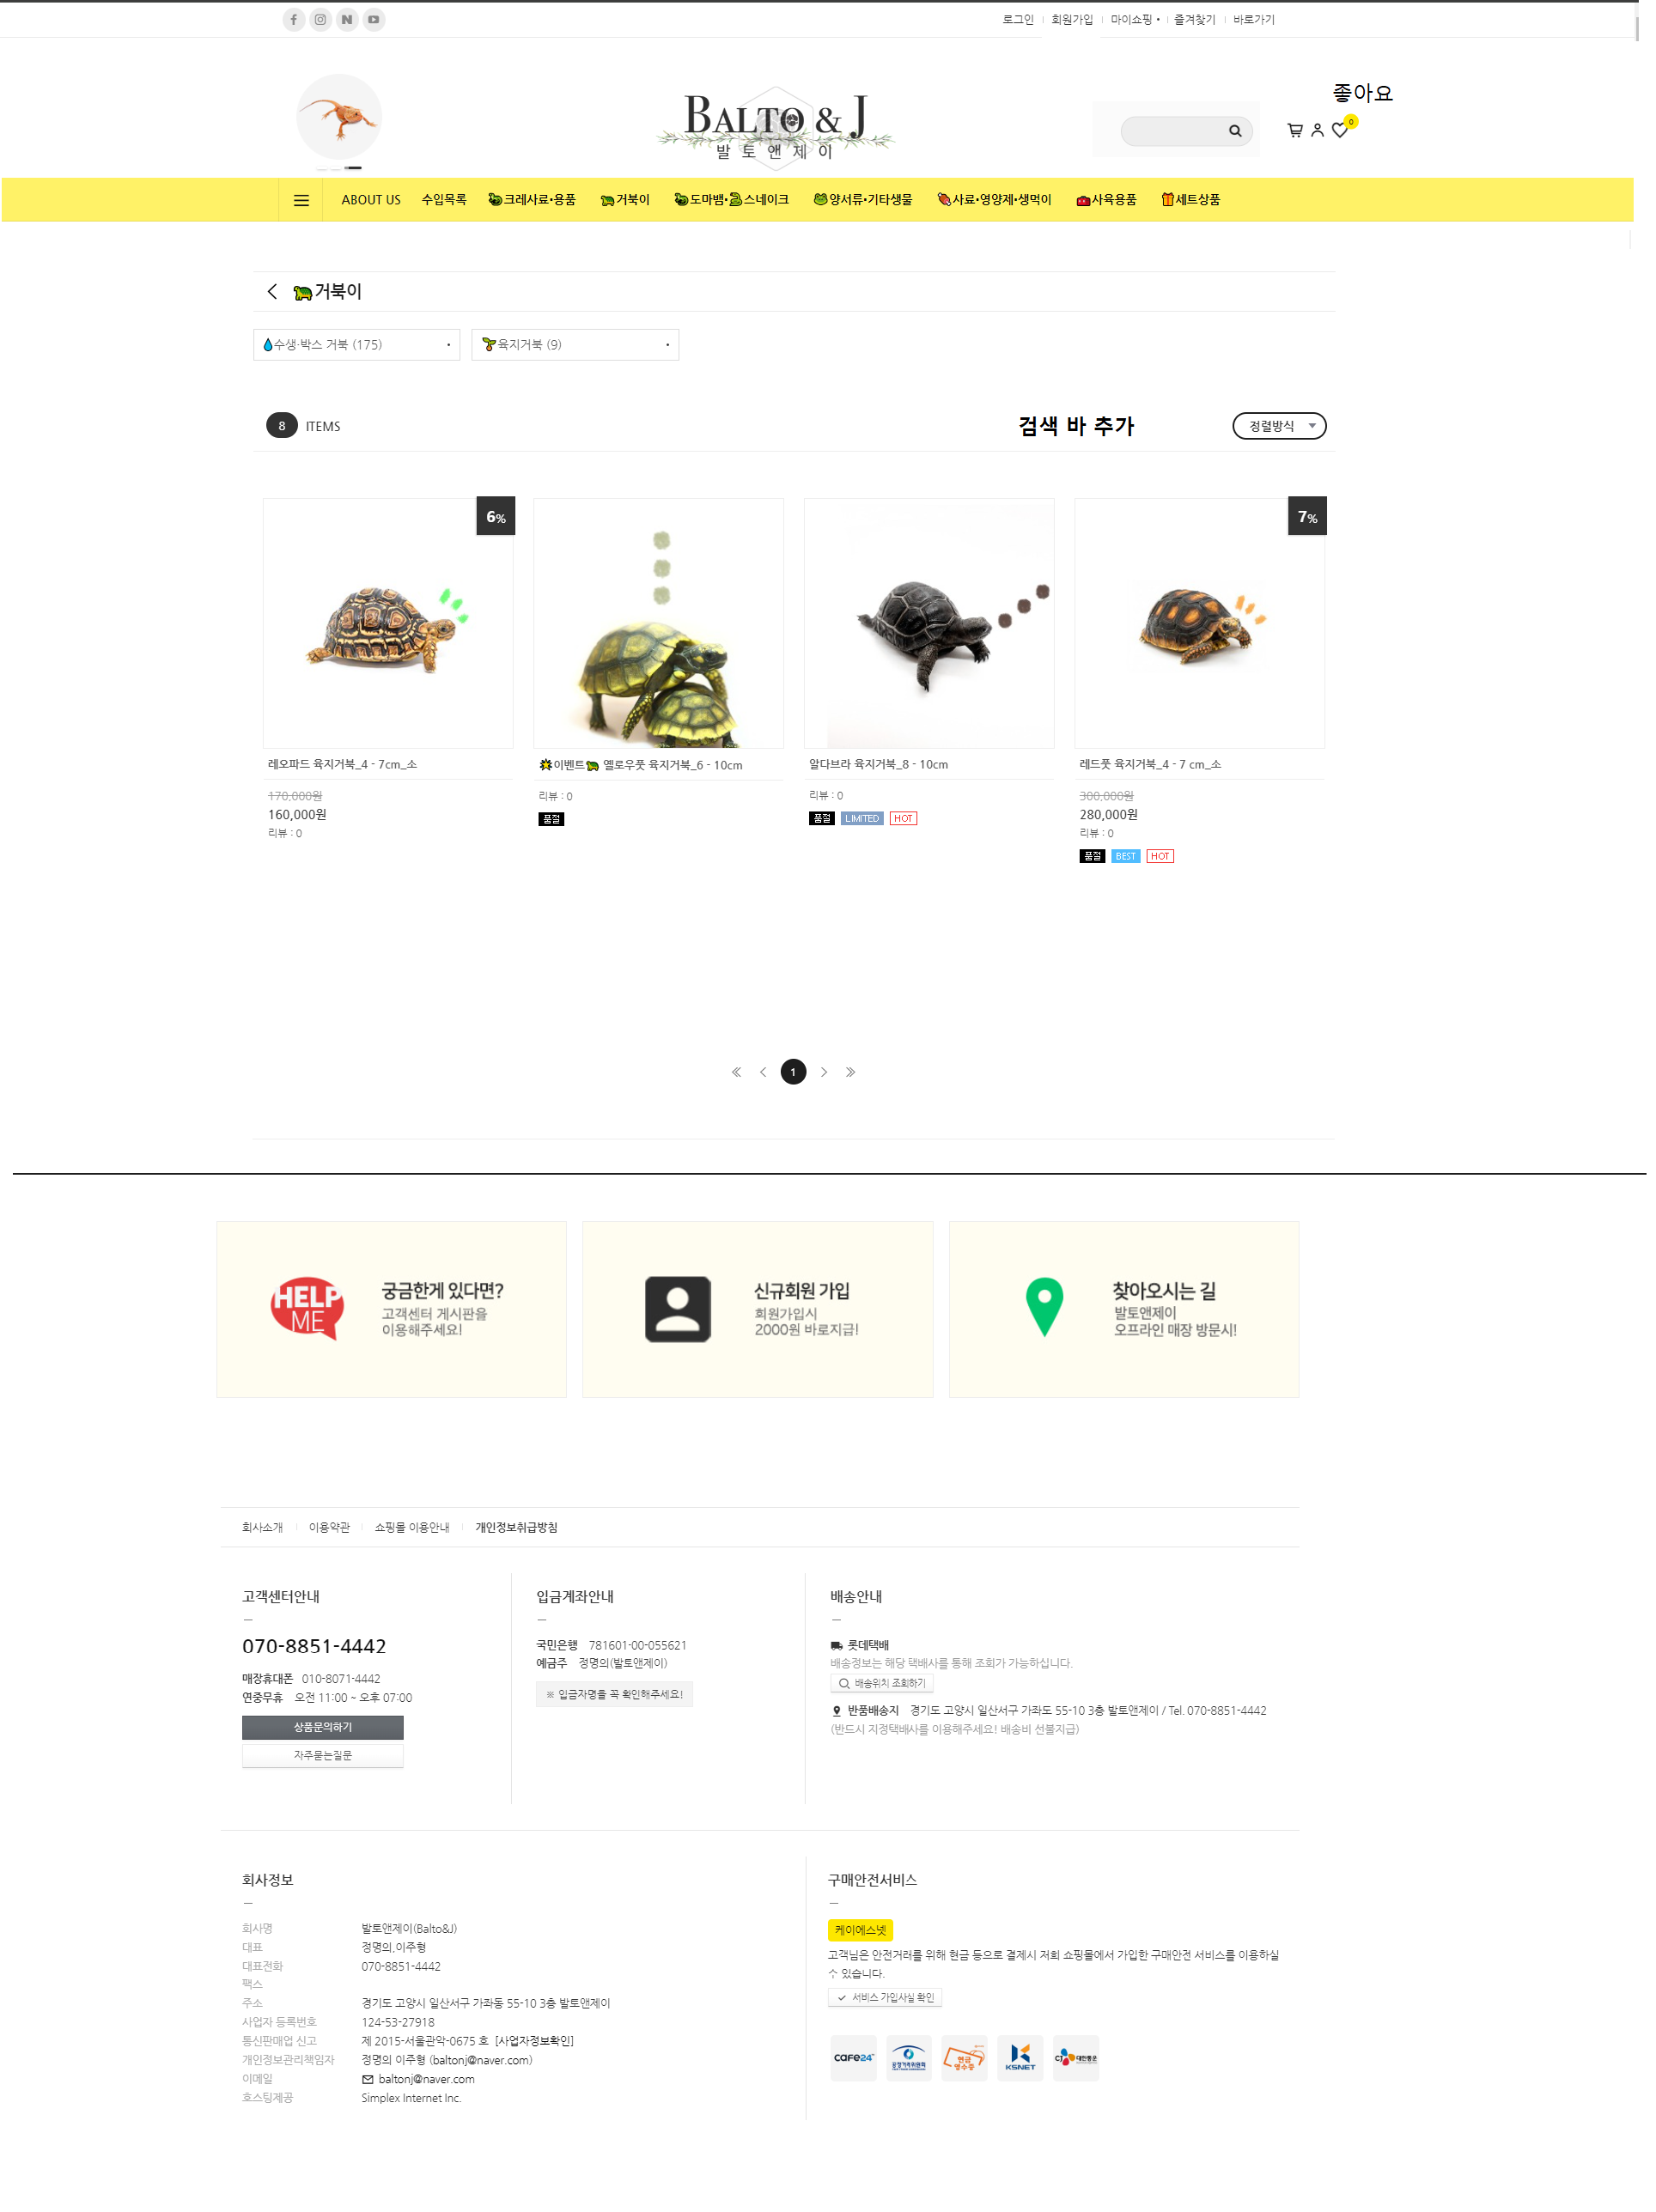 로그인 회원가입 마이쇼핑 • 즐겨찾기 바로가기
좋아요
BALTO & J
발토앤제이
0
ABOUT US 수입목록 크레사료•용품 거북이 도마뱀•스네이크 양서류•기타생물 사료•영양제•생먹이 사육용품 세트상품
거북이
수생·박스 거북 (175) 육지거북 (9)
8 ITEMS 검색 바 추가 정렬방식
6% 7%
레오파드 육지거북_4 - 7cm_소
170,000원
160,000원
리뷰 : 0
이벤트 옐로우풋 육지거북_6 - 10cm
리뷰 : 0
품절
알다브라 육지거북_8 - 10cm
리뷰 : 0
품절 LIMITED HOT
레드풋 육지거북_4 - 7 cm_소
300,000원
280,000원
리뷰 : 0
품절 BEST HOT
1
HELP
ME
궁금한게 있다면?
고객센터 게시판을
이용해주세요!
신규회원 가입
회원가입시
2000원 바로지급!
찾아오시는 길
발토앤제이
오프라인 매장 방문시!
회사소개 이용약관 쇼핑몰 이용안내 개인정보취급방침
고객센터안내
070-8851-4442
매장휴대폰 010-8071-4442
연중무휴 오전 11:00 ~ 오후 07:00
상품문의하기
자주묻는질문
입금계좌안내
국민은행 781601-00-055621
예금주 정명의(발토앤제이)
※ 입금자명을 꼭 확인해주세요!
배송안내
롯데택배
배송정보는 해당 택배사를 통해 조회가 가능하십니다.
배송위치 조회하기
반품배송지 경기도 고양시 일산서구 가좌도 55-10 3층 발토앤제이 / Tel. 070-8851-4442
(반드시 지정택배사를 이용해주세요! 배송비 선불지급)
회사정보
회사명 발토앤제이(Balto&J)
대표 정명의,이주형
대표전화 070-8851-4442
팩스
주소 경기도 고양시 일산서구 가좌동 55-10 3층 발토앤제이
사업자 등록번호 124-53-27918
통신판매업 신고 제 2015-서울관악-0675 호 [사업자정보확인]
개인정보관리책임자 정명의 이주형 (baltonj@naver.com)
이메일 baltonj@naver.com
호스팅제공 Simplex Internet Inc.
구매안전서비스
케이에스넷
고객님은 안전거래를 위해 현금 등으로 결제시 저희 쇼핑몰에서 가입한 구매안전 서비스를 이용하실
수 있습니다.
서비스 가입사실 확인
cafe24 공정거래위원회 현금영수증 KSNET CJ대한통운